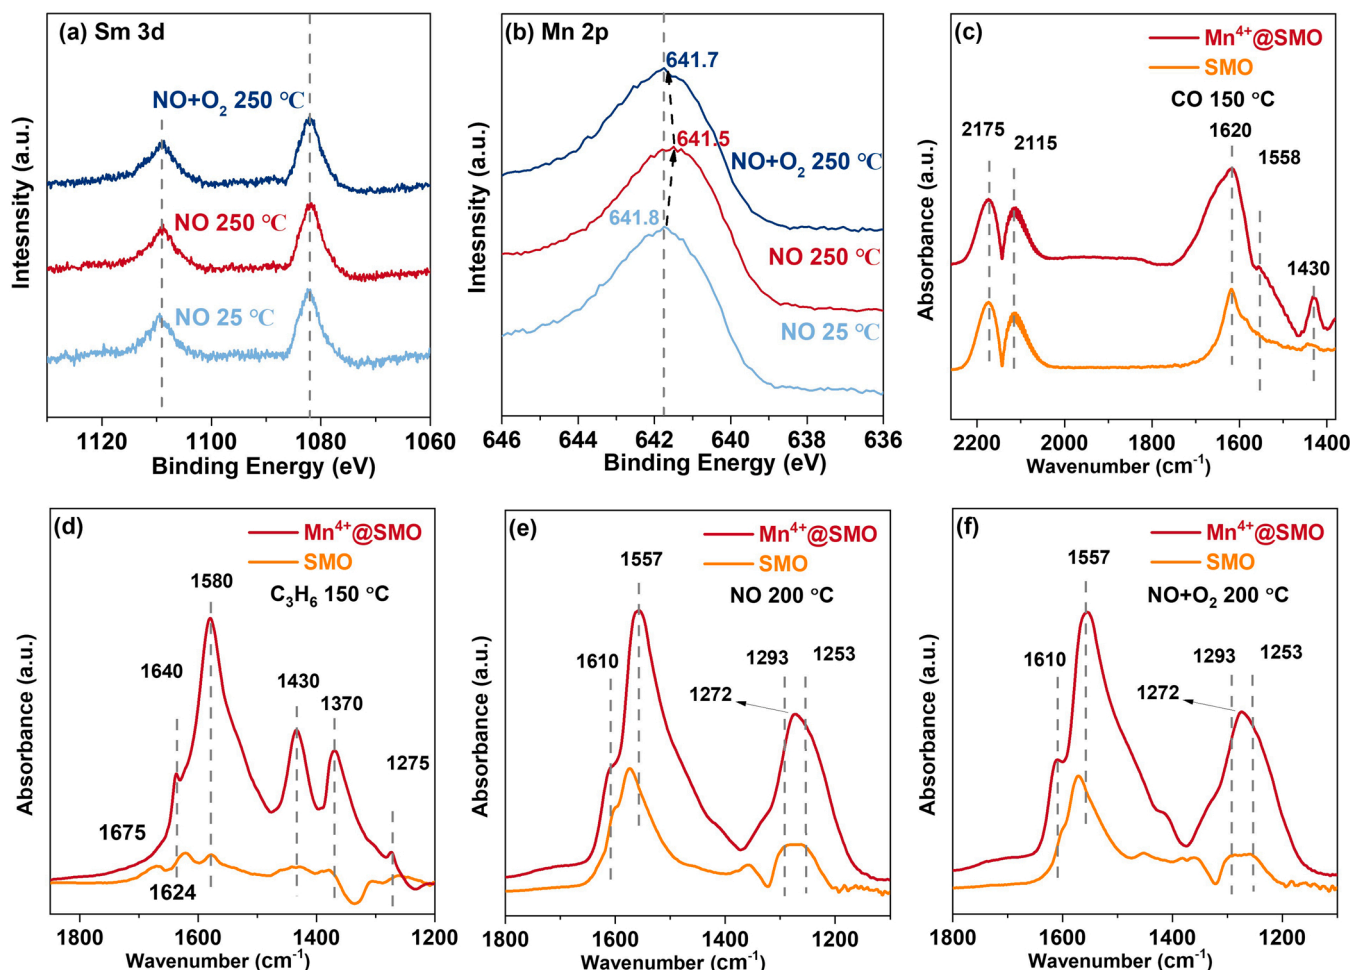 (a) Sm 3d
NO+O₂ 250 °C
NO 250 °C
NO 25 °C
Intesnsity (a.u.)
1120 1100 1080 1060
Binding Energy (eV)
(b) Mn 2p
641.7
641.5
NO+O₂ 250 °C
641.8
NO 250 °C
NO 25 °C
Intesnsity (a.u.)
646 644 642 640 638 636
Binding Energy (eV)
(c)
Mn⁴⁺@SMO
SMO
CO 150 °C
2175 2115 1620 1558
1430
Absorbance (a.u.)
2200 2000 1800 1600 1400
Wavenumber (cm⁻¹)
(d)
Mn⁴⁺@SMO
SMO
C₃H₆ 150 °C
1580
1640 1430 1370
1275
1675
1624
Absorbance (a.u.)
1800 1600 1400 1200
Wavenumber (cm⁻¹)
(e)
Mn⁴⁺@SMO
SMO
NO 200 °C
1557
1610 1293 1253
1272
Absorbance (a.u.)
1800 1600 1400 1200
Wavenumber (cm⁻¹)
(f)
Mn⁴⁺@SMO
SMO
NO+O₂ 200 °C
1557
1610 1293 1253
1272
Absorbance (a.u.)
1800 1600 1400 1200
Wavenumber (cm⁻¹)